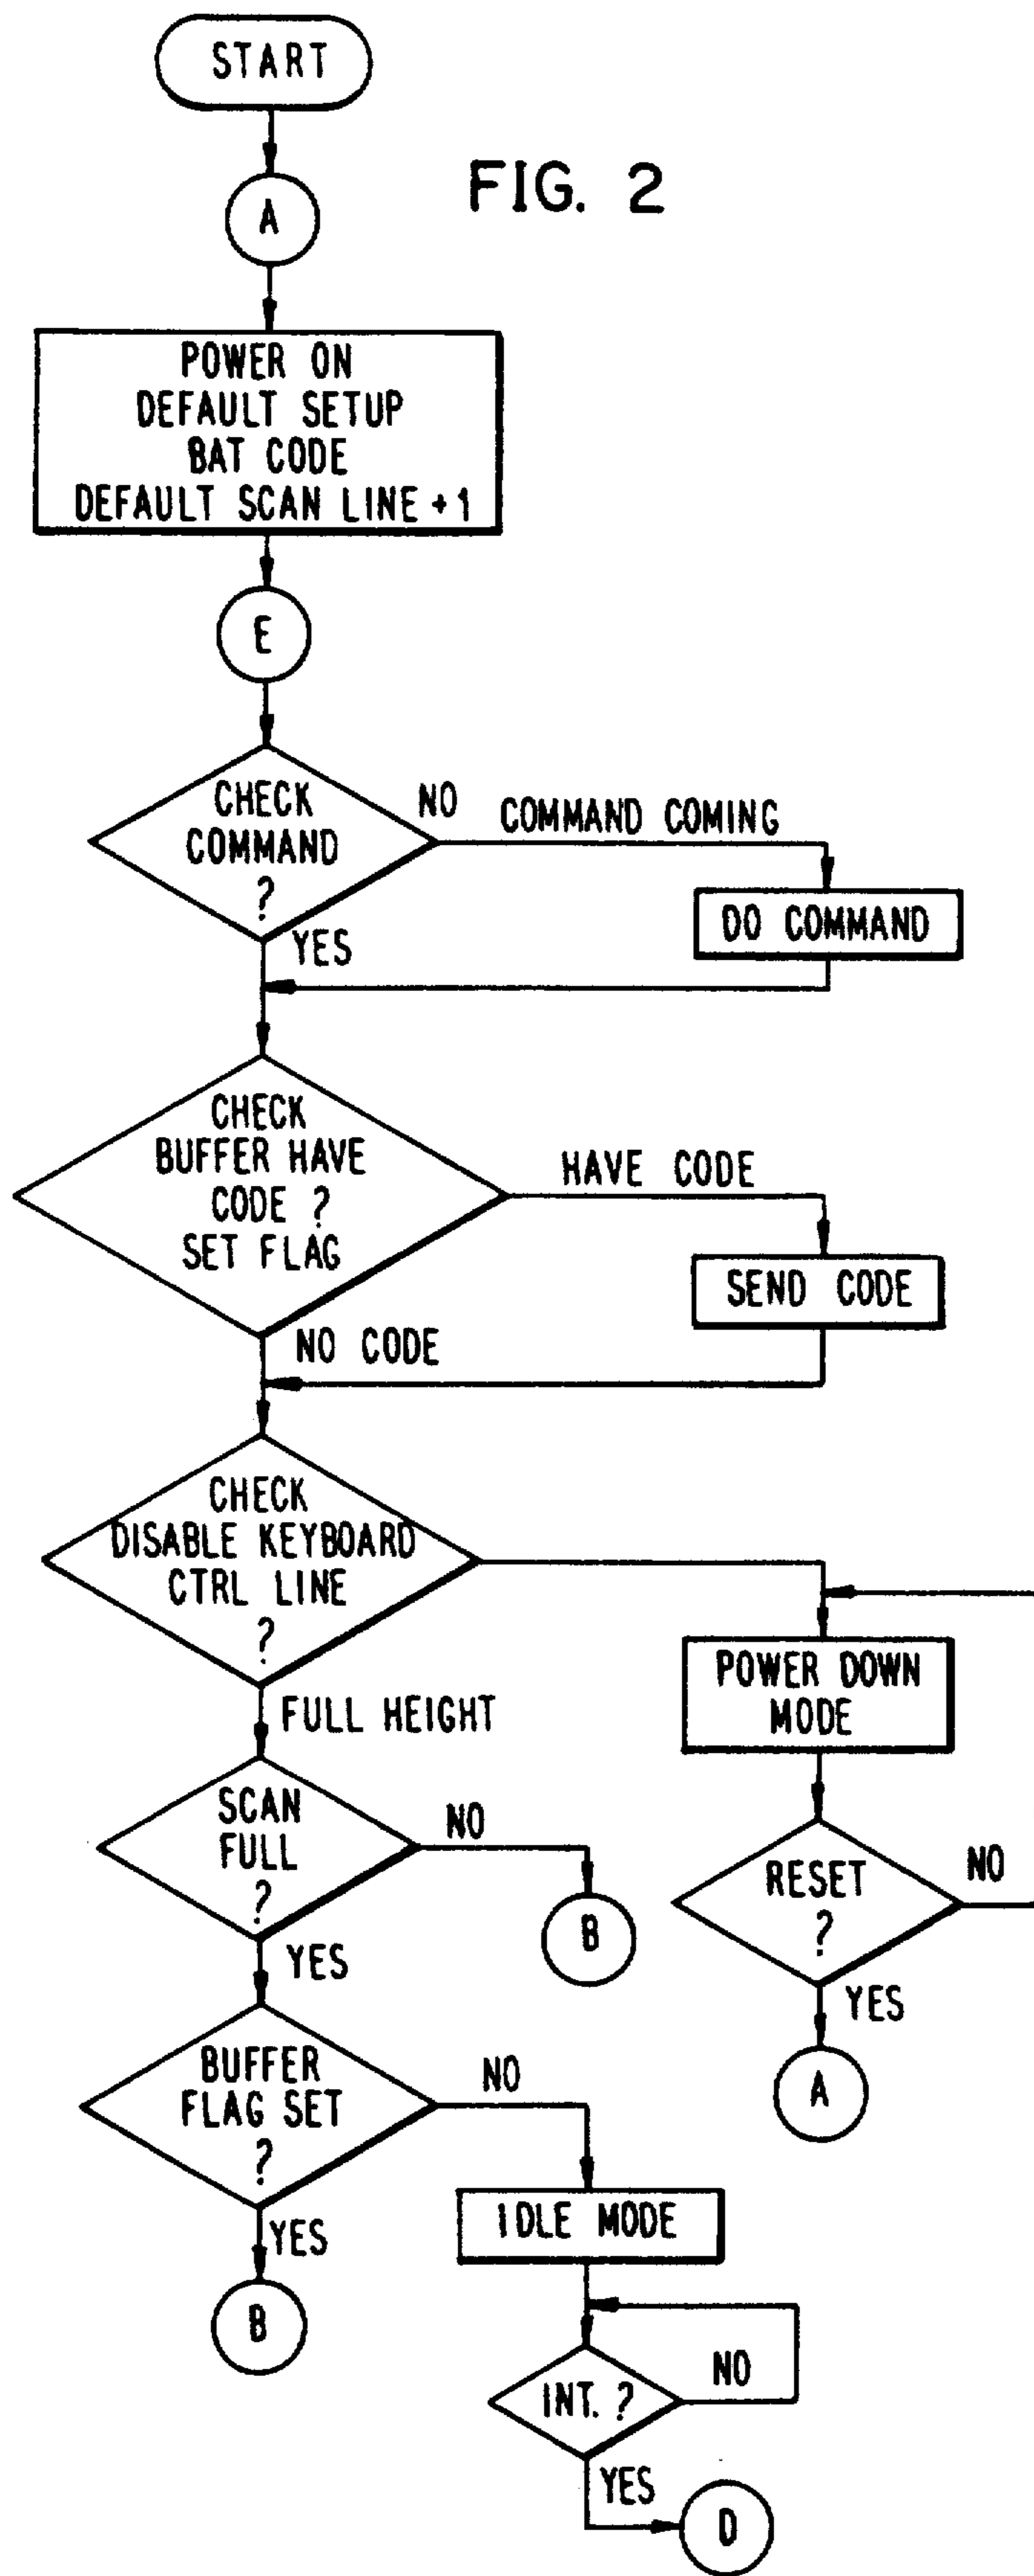 START
A
FIG. 2
POWER ON
DEFAULT SETUP
BAT CODE
DEFAULT SCAN LINE +1
E
CHECK
COMMAND
?
NO
COMMAND COMING
DO COMMAND
YES
CHECK
BUFFER HAVE
CODE ?
SET FLAG
HAVE CODE
SEND CODE
NO CODE
CHECK
DISABLE KEYBOARD
CTRL LINE
?
POWER DOWN
MODE
FULL HEIGHT
SCAN
FULL
?
NO
B
RESET
?
NO
YES
YES
A
BUFFER
FLAG SET
?
NO
IDLE MODE
YES
B
INT. ?
NO
YES
D